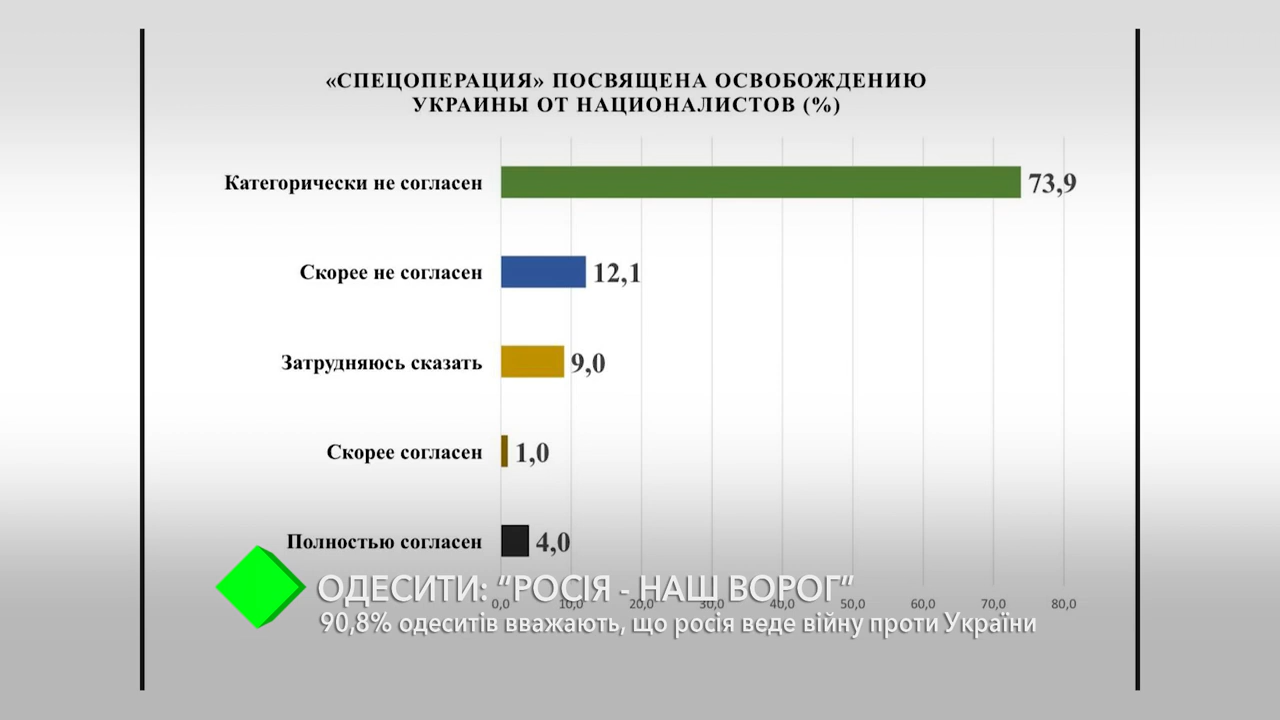 «СПЕЦОПЕРАЦИЯ» ПОСВЯЩЕНА ОСВОБОЖДЕНИЮ
УКРАИНЫ ОТ НАЦИОНАЛИСТОВ (%)
Категорически не согласен 73,9
Скорее не согласен 12,1
Затрудняюсь сказать 9,0
Скорее согласен 1,0
Полностью согласен 4,0
ОДЕСИТИ: “РОСІЯ - НАШ ВОРОГ”
0,0 10,0 20,0 30,0 40,0 50,0 60,0 70,0 80,0
90,8% одеситів вважають, що росія веде війну проти України